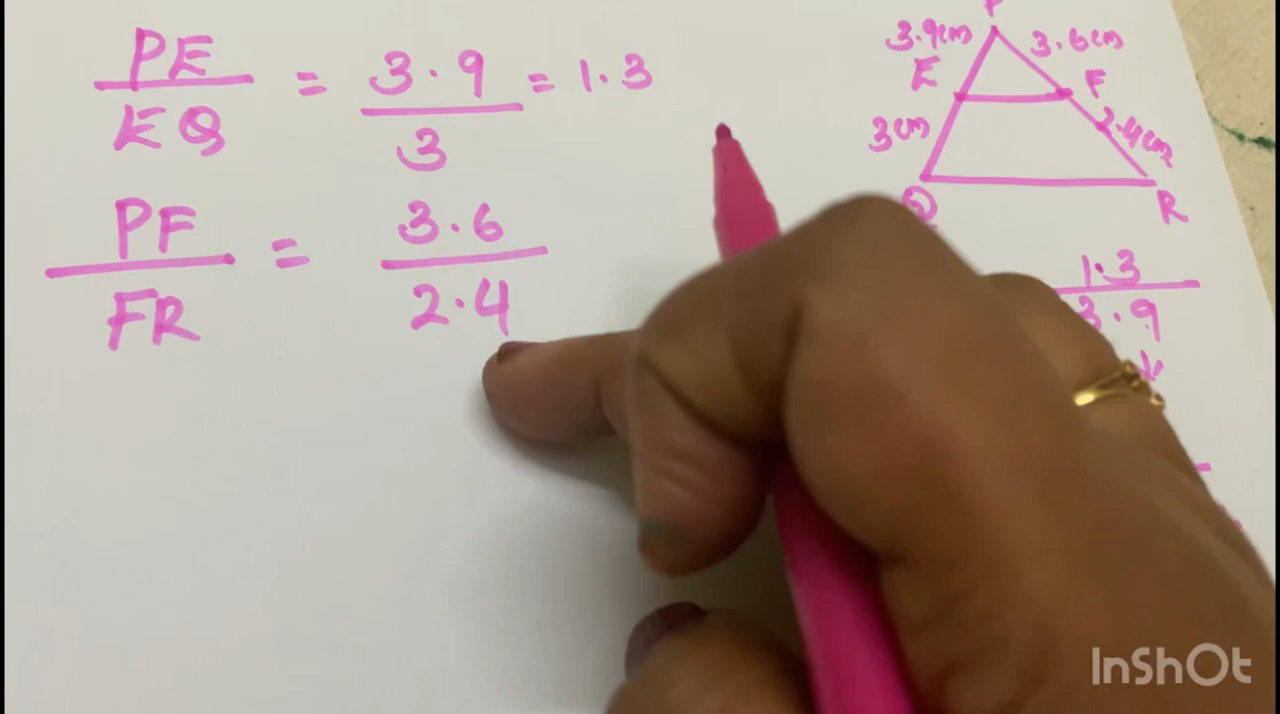 PE / EQ = 3.9 / 3 = 1.3
PF / FR = 3.6 / 2.4
P
3.9cm 3.6cm
E F
3cm 2.4cm
Q R
1.3
3.9
InShOt